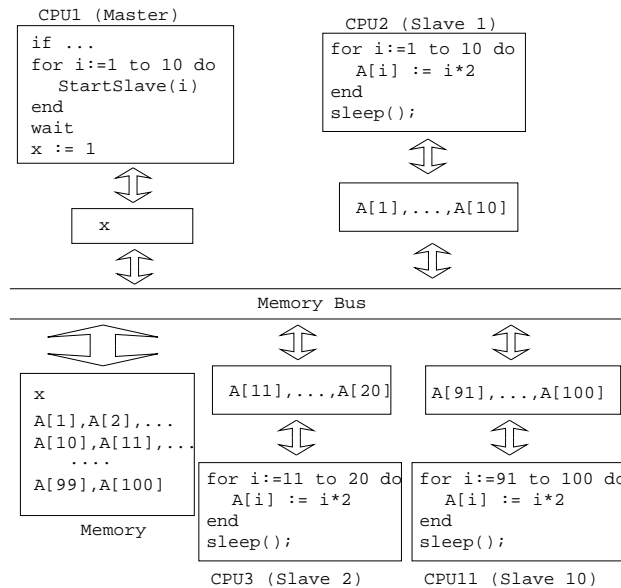 CPU1 (Master)
if ...
for i:=1 to 10 do
StartSlave(i)
end
wait
x := 1
x
CPU2 (Slave 1)
for i:=1 to 10 do
A[i] := i*2
end
sleep();
A[1],...,A[10]
Memory Bus
x
A[1],A[2],...
A[10],A[11],...
....
A[99],A[100]
Memory
A[11],...,A[20]
for i:=11 to 20 do
A[i] := i*2
end
sleep();
CPU3 (Slave 2)
A[91],...,A[100]
for i:=91 to 100 do
A[i] := i*2
end
sleep();
CPU11 (Slave 10)